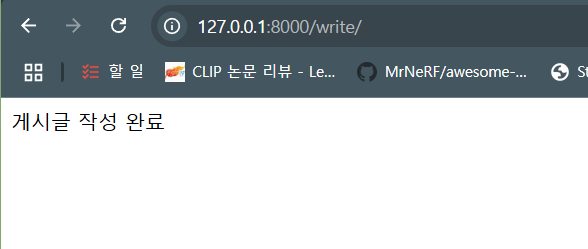 127.0.0.1:8000/write/
할 일 CLIP 논문 리뷰 - Le... MrNeRF/awesome-... St
게시글 작성 완료